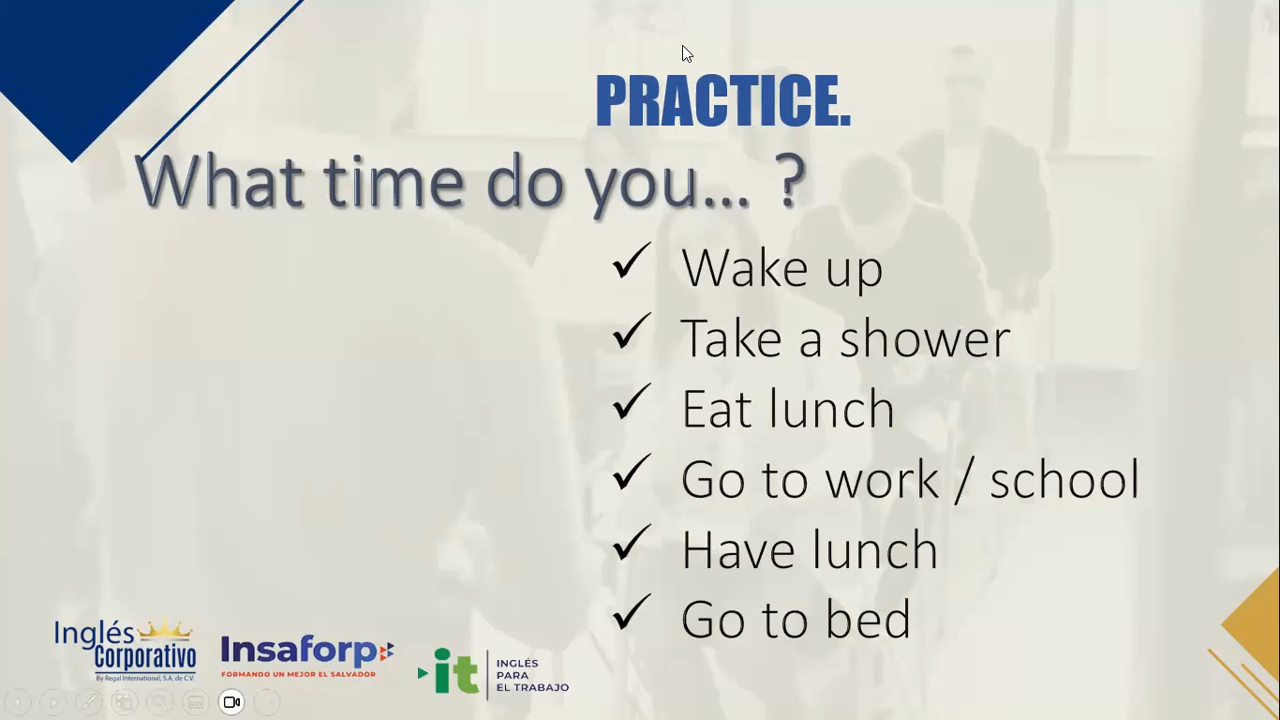 PRACTICE.
What time do you... ?
✓ Wake up
✓ Take a shower
✓ Eat lunch
✓ Go to work / school
✓ Have lunch
✓ Go to bed
Inglés
Corporativo
By Regal International, S.A. de C.V.
Insaforp
FORMANDO UN MEJOR EL SALVADOR
it
INGLÉS
PARA
EL TRABAJO